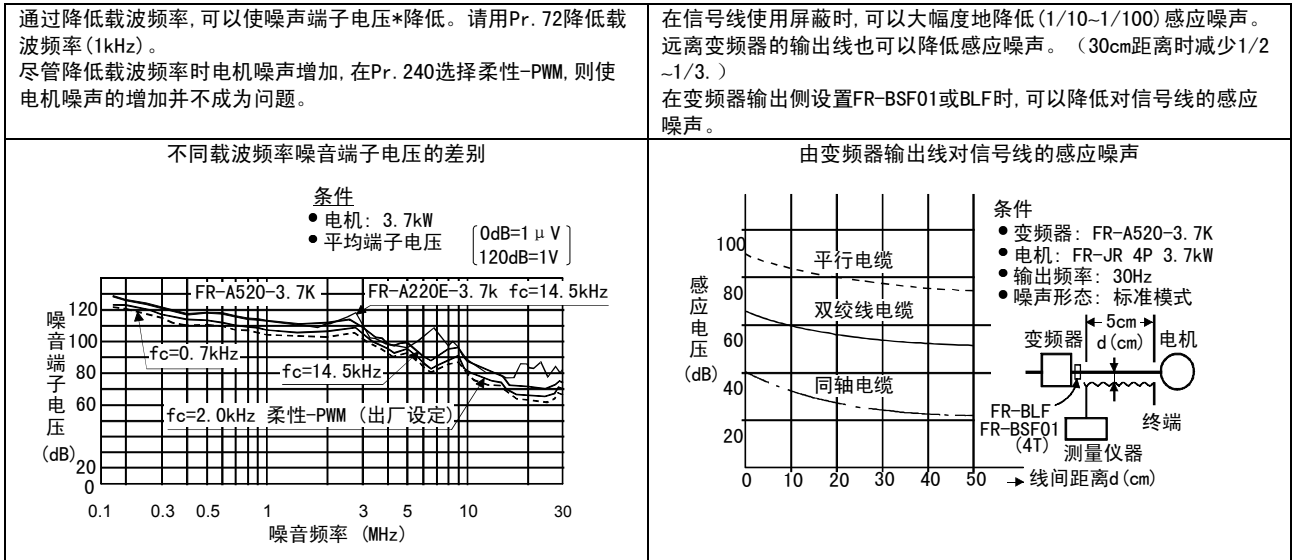 通过降低载波频率,可以使噪声端子电压*降低。请用Pr.72降低载
波频率(1kHz)。
尽管降低载波频率时电机噪声增加,在Pr.240选择柔性-PWM,则使
电机噪声的增加并不成为问题。
在信号线使用屏蔽时,可以大幅度地降低(1/10~1/100)感应噪声。
远离变频器的输出线也可以降低感应噪声。（30cm距离时减少1/2
~1/3.）
在变频器输出侧设置FR-BSF01或BLF时,可以降低对信号线的感应
噪声。
不同载波频率噪音端子电压的差别
条件
● 电机: 3.7kW
● 平均端子电压
0dB=1μV
120dB=1V
FR-A520-3.7K
FR-A220E-3.7k fc=14.5kHz
fc=0.7kHz
fc=14.5kHz
fc=2.0kHz 柔性-PWM (出厂设定)
噪音端子电压
(dB)
120
100
80
60
20
0
0.1 0.3 0.5 1 3 5 10 30
噪音频率 (MHz)
由变频器输出线对信号线的感应噪声
感应电压
(dB)
100
80
60
40
20
平行电缆
双绞线电缆
同轴电缆
0 10 20 30 40 50
线间距离d(cm)
条件
● 变频器: FR-A520-3.7K
● 电机: FR-JR 4P 3.7kW
● 输出频率: 30Hz
● 噪声形态: 标准模式
5cm
变频器 d(cm) 电机
FR-BLF
FR-BSF01
(4T)
终端
测量仪器